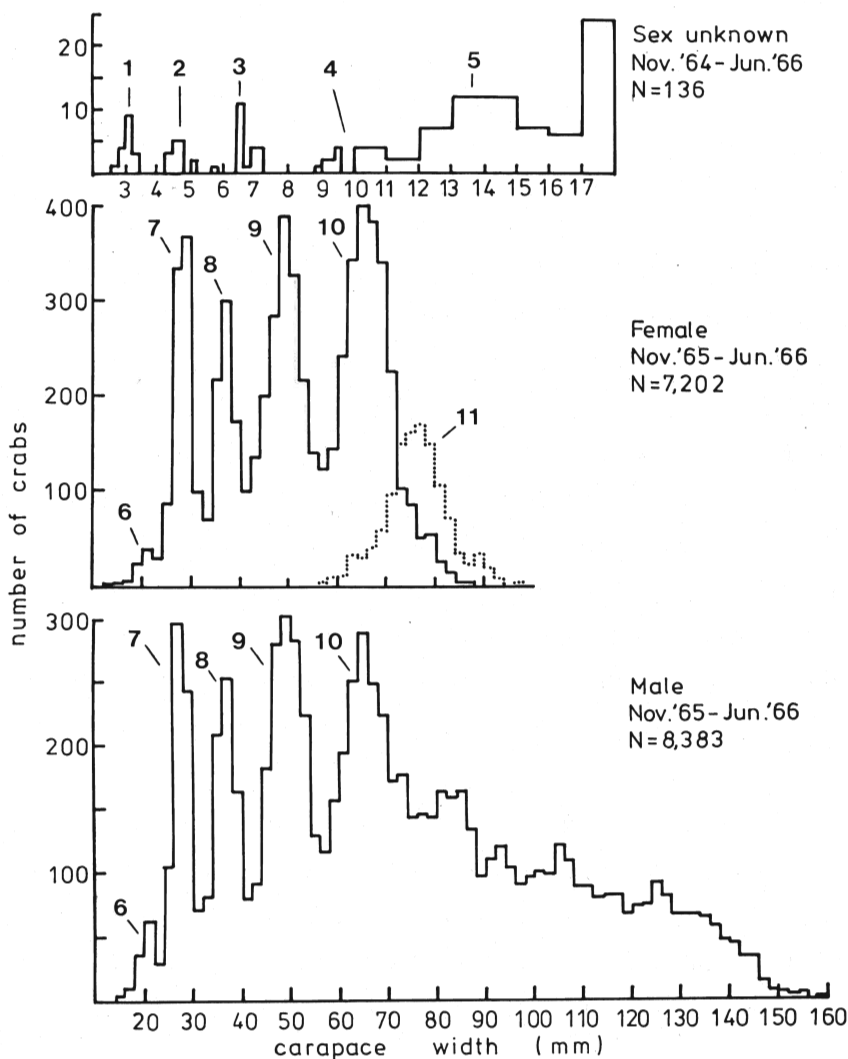 20
10
1
2
3
4
5
Sex unknown
Nov.'64-Jun.'66
N=136
3 4 5 6 7 8 9 10 11 12 13 14 15 16 17
400
300
200
100
6
7
8
9
10
11
Female
Nov.'65-Jun.'66
N=7,202
number of crabs
300
200
100
6
7
8
9
10
Male
Nov.'65-Jun.'66
N=8,383
20 30 40 50 60 70 80 90 100 110 120 130 140 150 160
carapace width (mm)